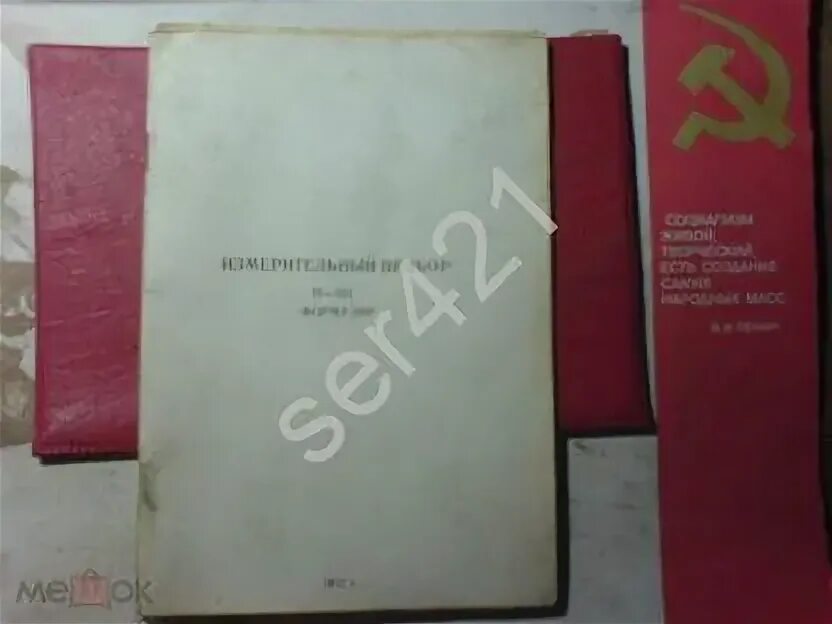 ИЗМЕРИТЕЛЬНЫЙ ПРИБОР
ser421
СОЦИАЛИЗМ
ЖИВОЙ,
ТВОРЧЕСКИЙ,
ЕСТЬ СОЗДАНИЕ
САМИХ
НАРОДНЫХ МАСС
В.И. ЛЕНИН
мешок